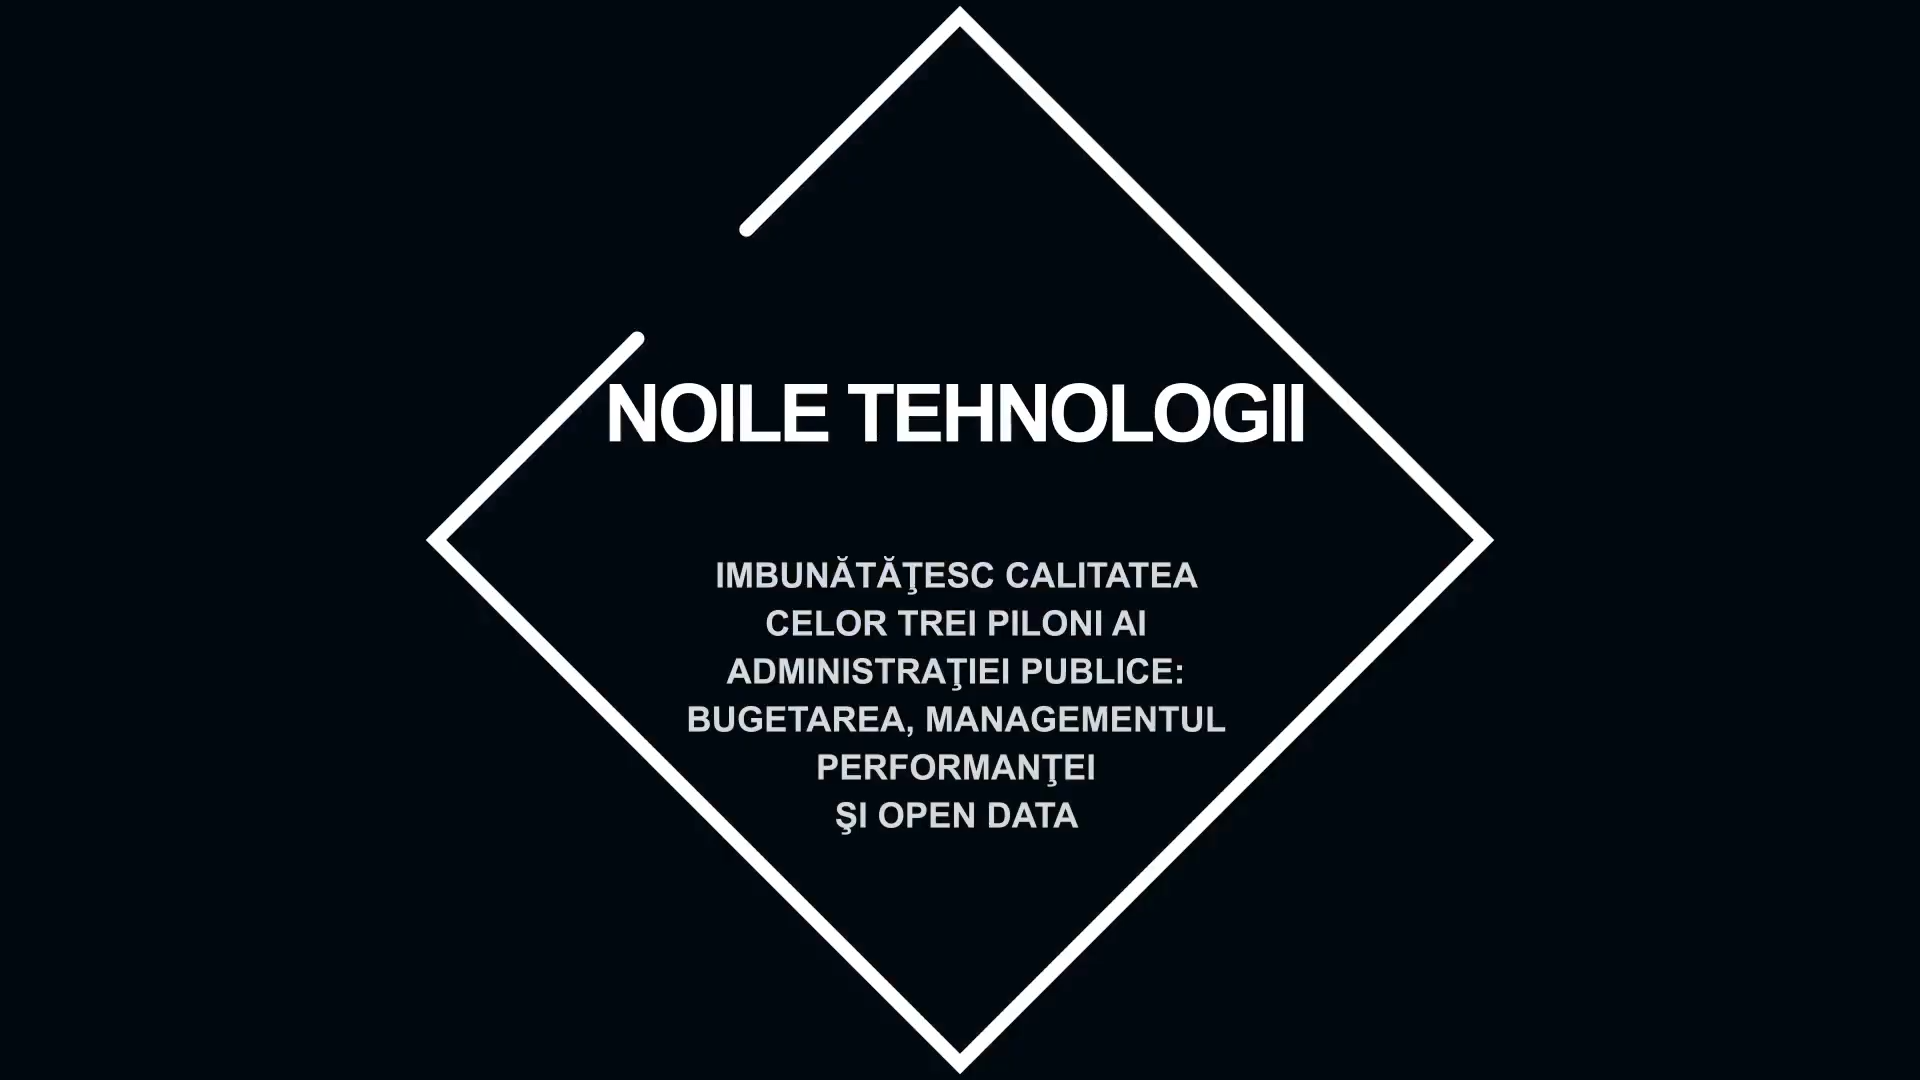 NOILE TEHNOLOGII
IMBUNĂTĂŢESC CALITATEA
CELOR TREI PILONI AI
ADMINISTRAŢIEI PUBLICE:
BUGETAREA, MANAGEMENTUL
PERFORMANŢEI
ŞI OPEN DATA